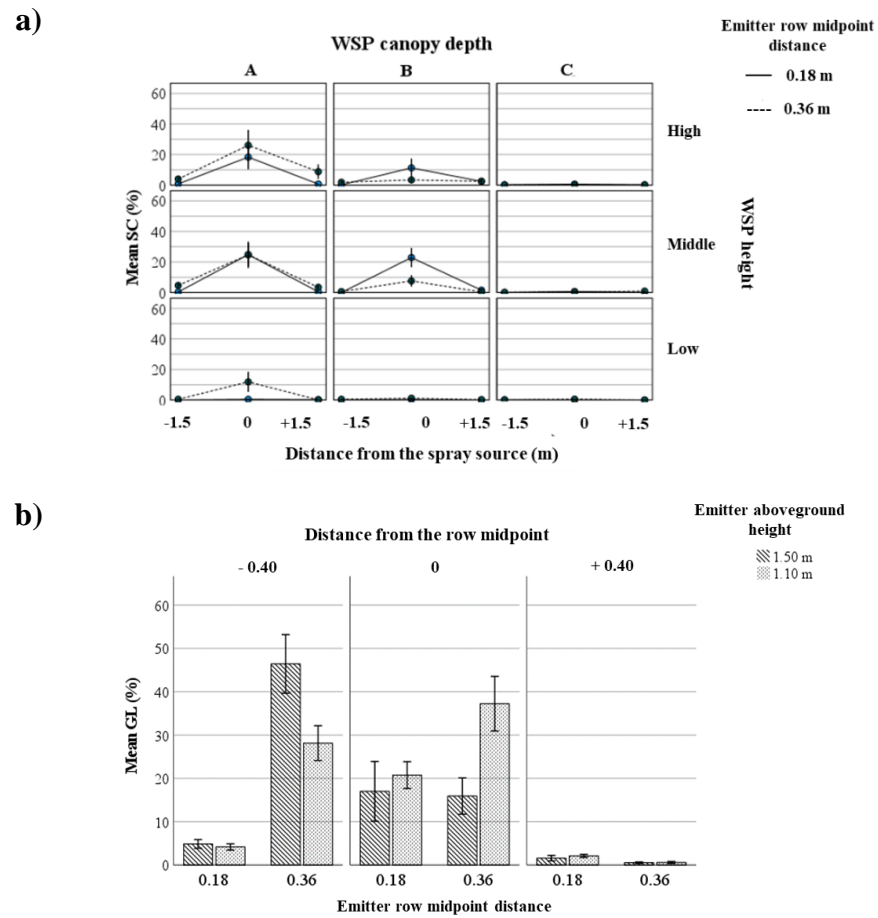 a)
WSP canopy depth
Emitter row midpoint
distance
0.18 m
0.36 m
A
B
C
60
40
20
0
High
60
40
20
0
Middle
60
40
20
0
Low
Mean SC (%)
WSP height
-1.5
0
+1.5
-1.5
0
+1.5
-1.5
0
+1.5
Distance from the spray source (m)
b)
Emitter aboveground
height
1.50 m
1.10 m
Distance from the row midpoint
- 0.40
0
+ 0.40
60
50
40
30
20
10
0
Mean GL (%)
0.18
0.36
0.18
0.36
0.18
0.36
Emitter row midpoint distance